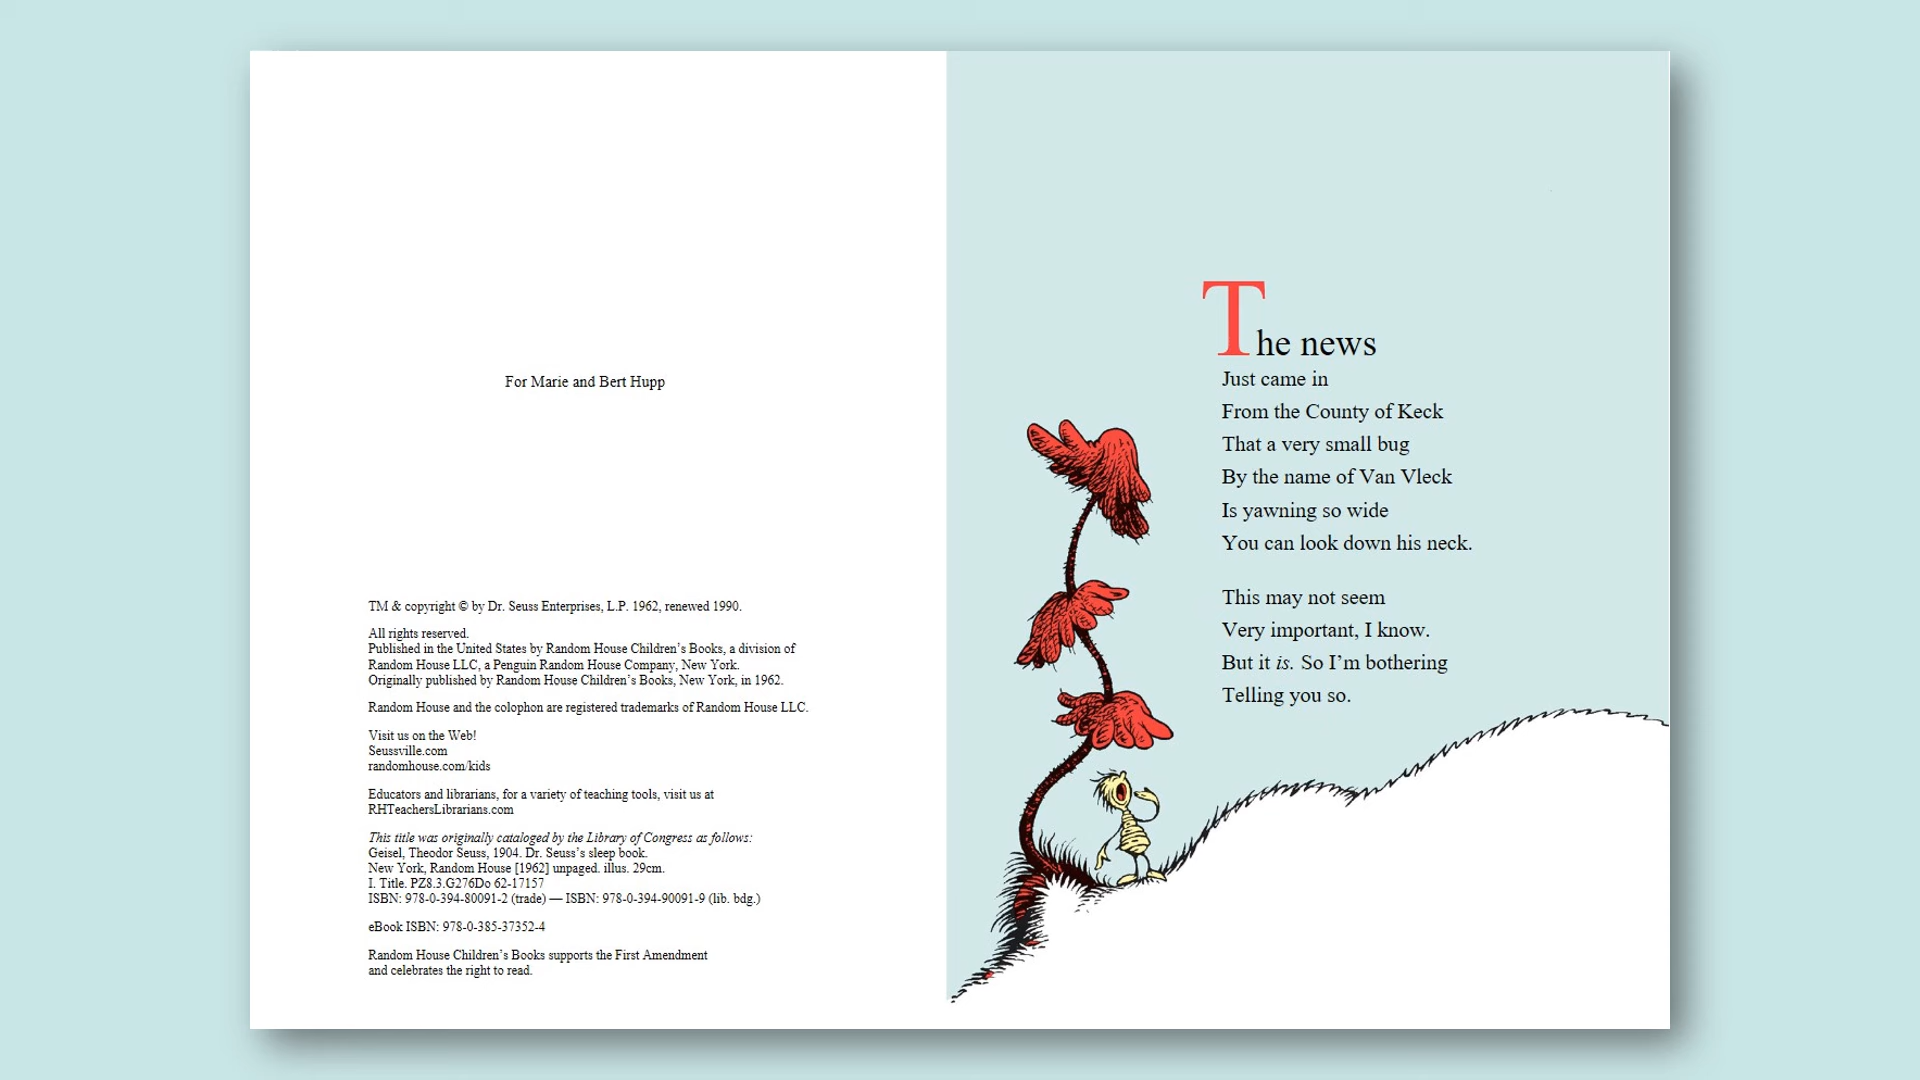 For Marie and Bert Hupp
TM & copyright © by Dr. Seuss Enterprises, L.P. 1962, renewed 1990.
All rights reserved.
Published in the United States by Random House Children's Books, a division of
Random House LLC, a Penguin Random House Company, New York.
Originally published by Random House Children's Books, New York, in 1962.
Random House and the colophon are registered trademarks of Random House LLC.
Visit us on the Web!
Seussville.com
randomhouse.com/kids
Educators and librarians, for a variety of teaching tools, visit us at
RHTeachersLibrarians.com
This title was originally cataloged by the Library of Congress as follows:
Geisel, Theodor Seuss, 1904. Dr. Seuss's sleep book.
New York, Random House [1962] unpaged. illus. 29cm.
I. Title. PZ8.3.G276Do 62-17157
ISBN: 978-0-394-80091-2 (trade) — ISBN: 978-0-394-90091-9 (lib. bdg.)
eBook ISBN: 978-0-385-37352-4
Random House Children's Books supports the First Amendment
and celebrates the right to read.
The news
Just came in
From the County of Keck
That a very small bug
By the name of Van Vleck
Is yawning so wide
You can look down his neck.
This may not seem
Very important, I know.
But it is. So I'm bothering
Telling you so.